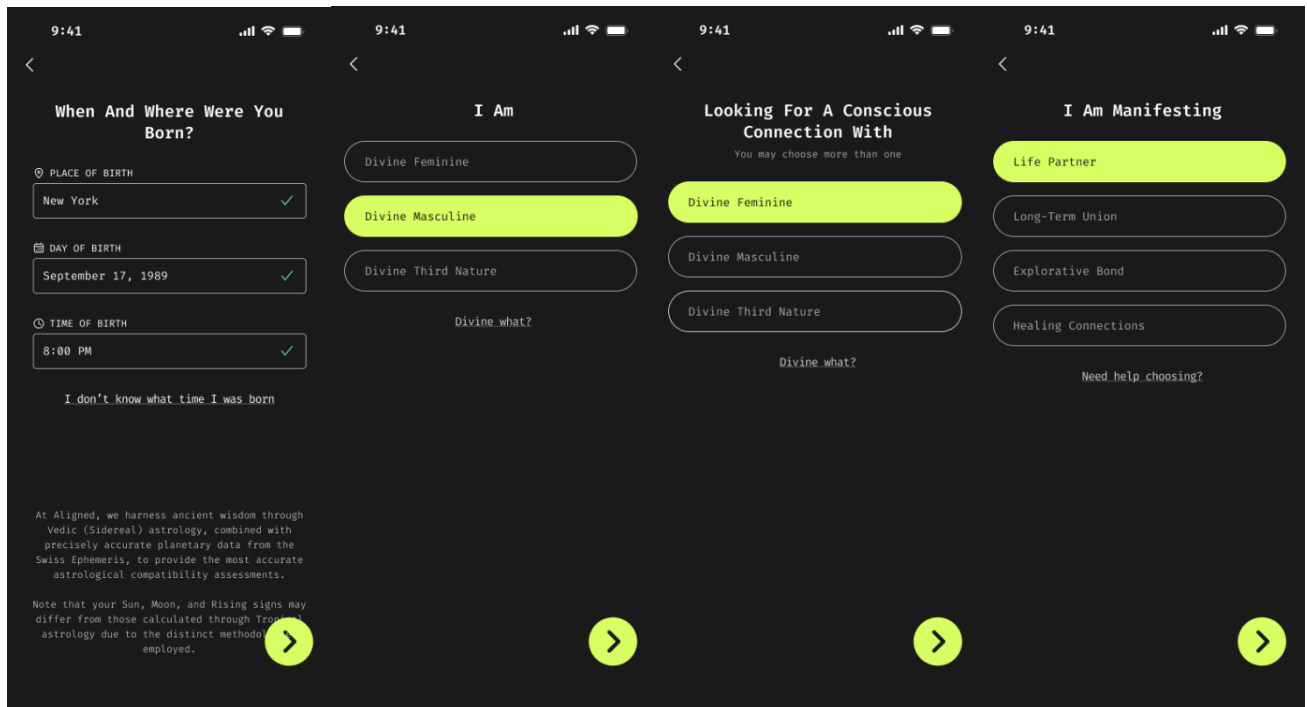 9:41
When And Where Were You
Born?
PLACE OF BIRTH
New York
DAY OF BIRTH
September 17, 1989
TIME OF BIRTH
8:00 PM
I don't know what time I was born
At Aligned, we harness ancient wisdom through
Vedic (Sidereal) astrology, combined with
precisely accurate planetary data from the
Swiss Ephemeris, to provide the most accurate
astrological compatibility assessments.
Note that your Sun, Moon, and Rising signs may
differ from those calculated through Tropical
astrology due to the distinct
employed.
9:41
I Am
Divine Feminine
Divine Masculine
Divine Third Nature
Divine what?
9:41
Looking For A Conscious
Connection With
You may choose more than one
Divine Feminine
Divine Masculine
Divine Third Nature
Divine what?
9:41
I Am Manifesting
Life Partner
Long-Term Union
Explorative Bond
Healing Connections
Need help choosing?